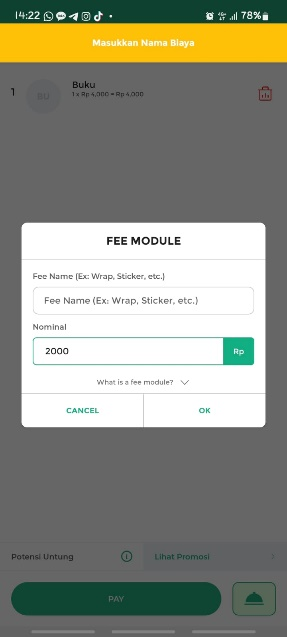 14:22
78%
Masukkan Nama Biaya
1
BU
Buku
1 x Rp 4,000 = Rp 4,000
FEE MODULE
Fee Name (Ex: Wrap, Sticker, etc.)
Fee Name (Ex: Wrap, Sticker, etc.)
Nominal
2000
Rp
What is a fee module?
CANCEL
OK
Potensi Untung
Lihat Promosi
PAY